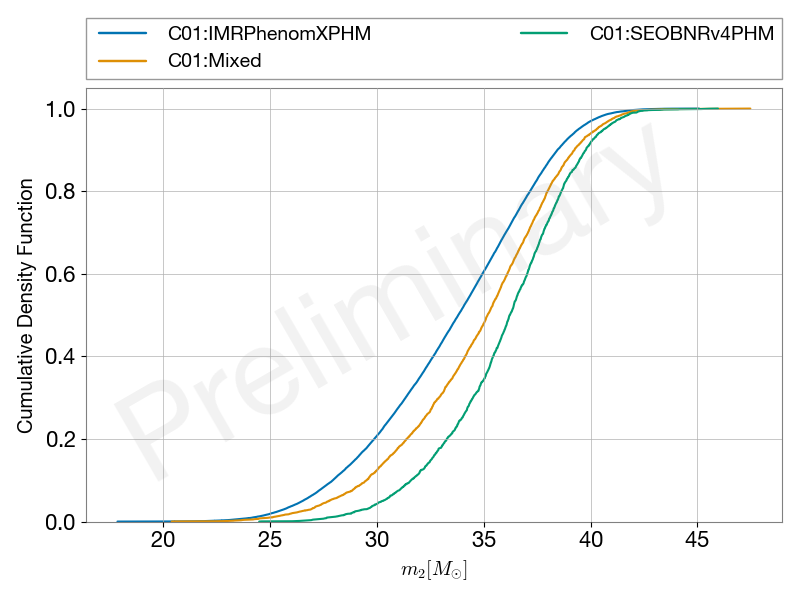 C01:IMRPhenomXPHM
C01:Mixed
C01:SEOBNRv4PHM
Cumulative Density Function
1.0
0.8
0.6
0.4
0.2
0.0
Preliminary
20 25 30 35 40 45
m₂[M⊙]